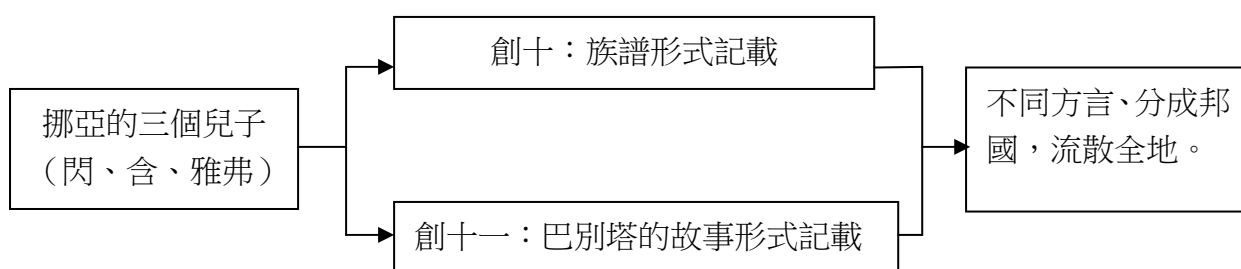 創十：族譜形式記載
挪亞的三個兒子
（閃、含、雅弗）
不同方言、分成邦
國，流散全地。
創十一：巴別塔的故事形式記載